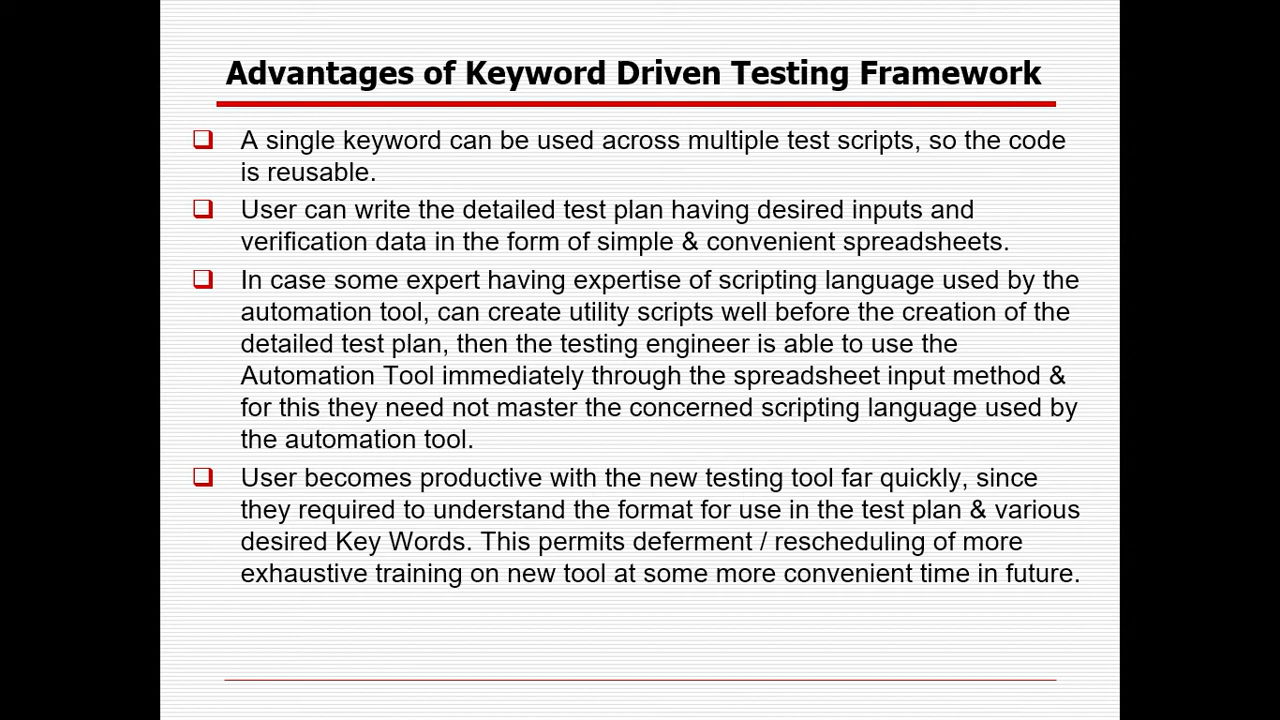 Advantages of Keyword Driven Testing Framework
A single keyword can be used across multiple test scripts, so the code
is reusable.
User can write the detailed test plan having desired inputs and
verification data in the form of simple & convenient spreadsheets.
In case some expert having expertise of scripting language used by the
automation tool, can create utility scripts well before the creation of the
detailed test plan, then the testing engineer is able to use the
Automation Tool immediately through the spreadsheet input method &
for this they need not master the concerned scripting language used by
the automation tool.
User becomes productive with the new testing tool far quickly, since
they required to understand the format for use in the test plan & various
desired Key Words. This permits deferment / rescheduling of more
exhaustive training on new tool at some more convenient time in future.